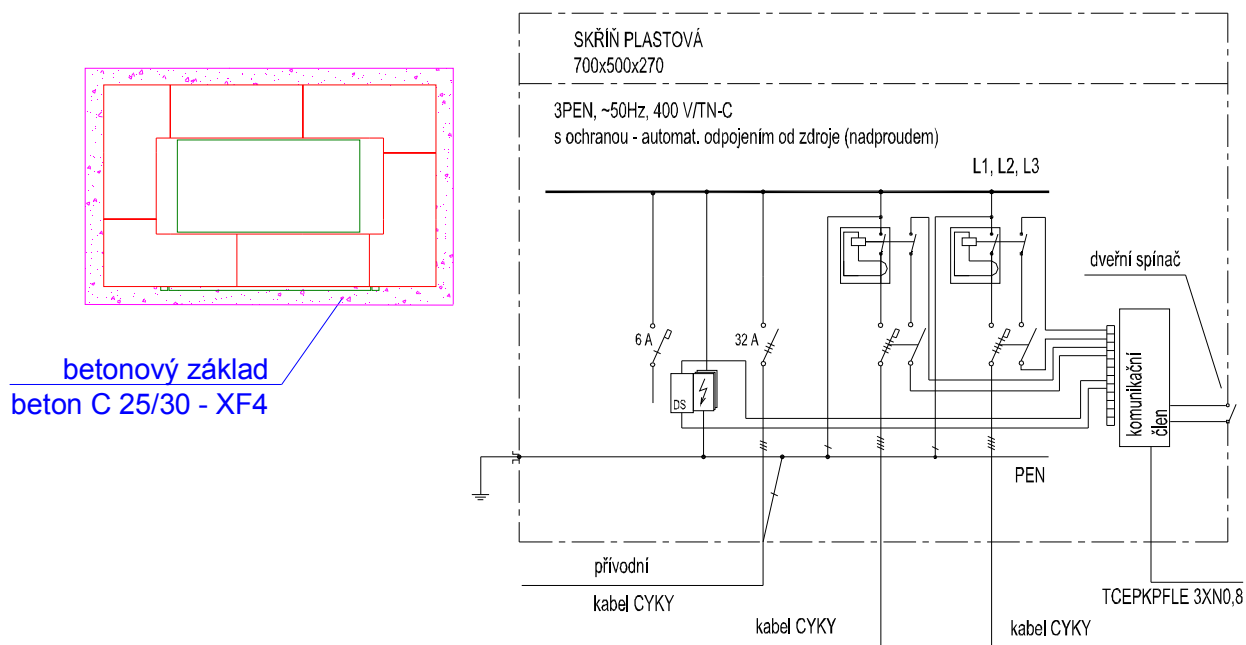 SKŘÍŇ PLASTOVÁ
700x500x270
3PEN, ~50Hz, 400 V/TN-C
s ochranou - automat. odpojením od zdroje (nadproudem)
L1, L2, L3
dveřní spínač
6 A
32 A
DS
komunikační
člen
PEN
betonový základ
beton C 25/30 - XF4
přívodní
kabel CYKY
kabel CYKY
kabel CYKY
TCEPKPFLE 3XN0,8